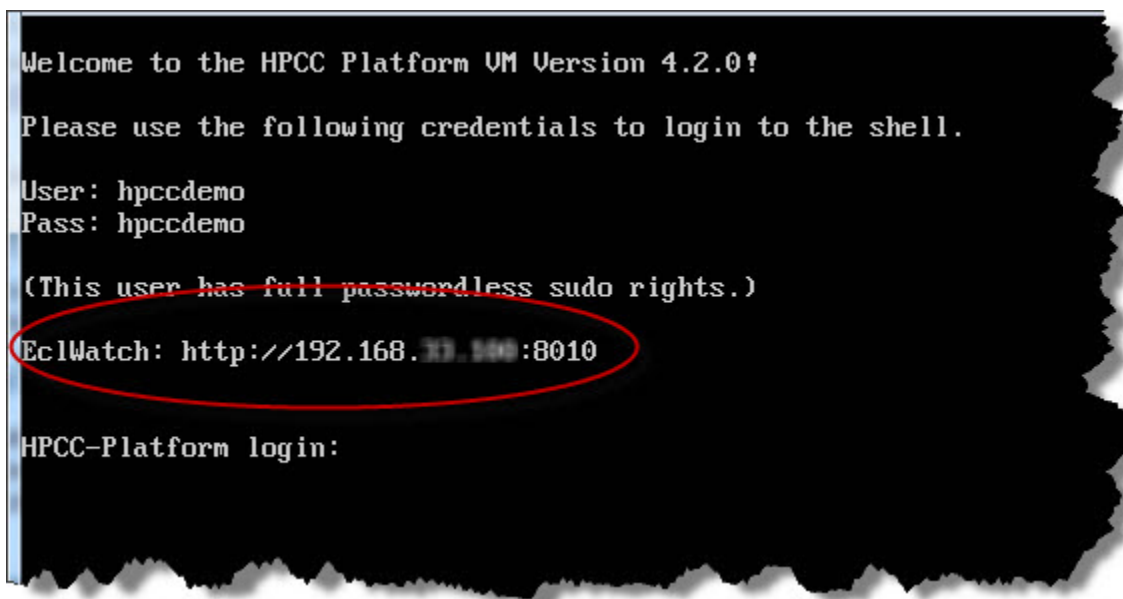 Welcome to the HPCC Platform VM Version 4.2.0!
Please use the following credentials to login to the shell.
User: hpccdemo
Pass: hpccdemo
(This user has full passwordless sudo rights.)
EclWatch: http://192.168. :8010
HPCC-Platform login: